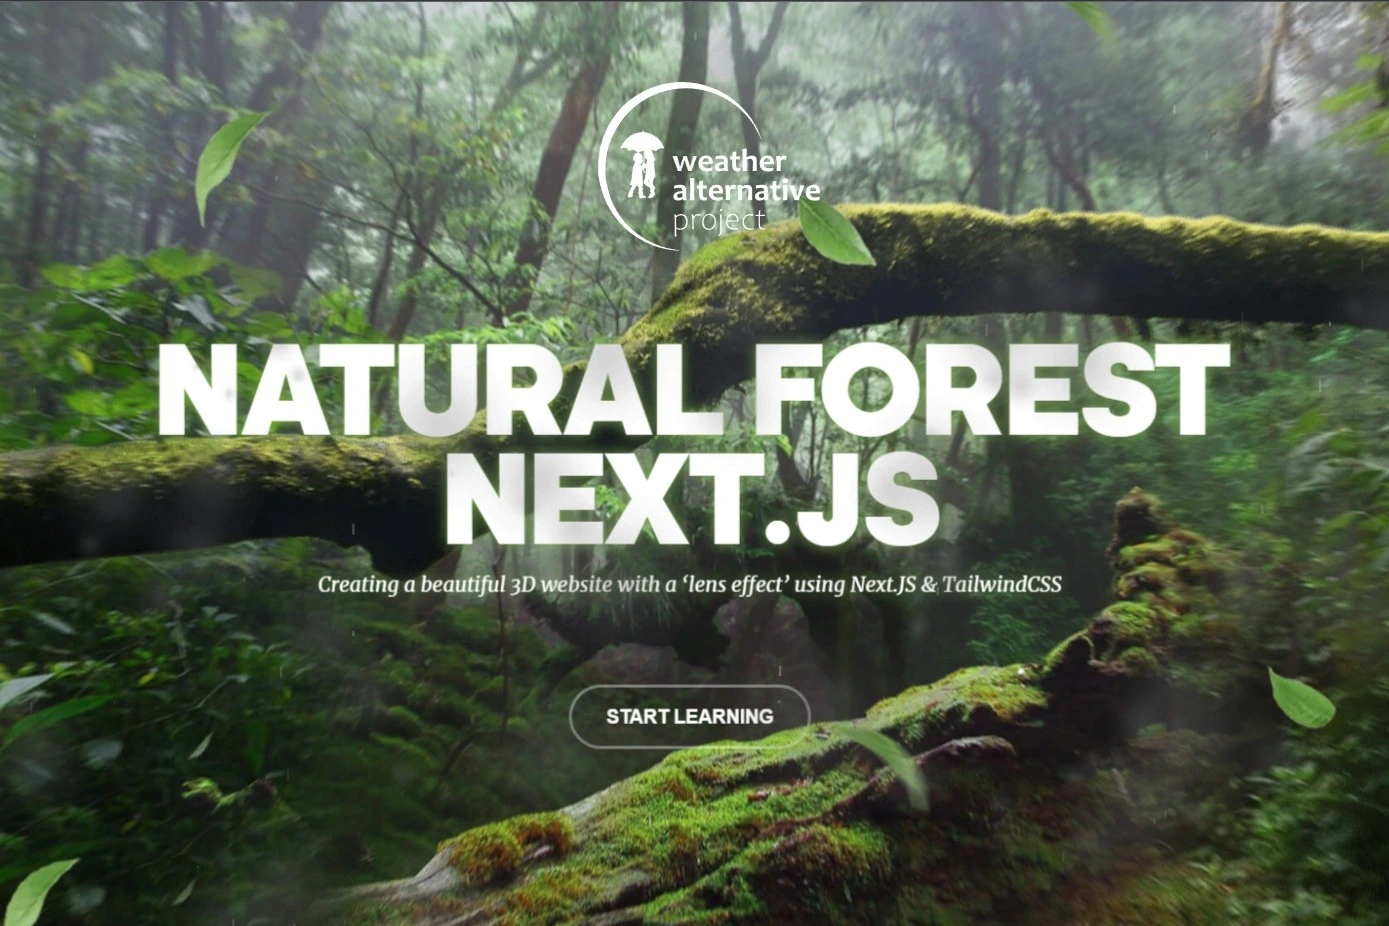 weather
alternative
project
NATURAL FOREST
NEXT.JS
Creating a beautiful 3D website with a ‘lens effect’ using Next.JS & TailwindCSS
START LEARNING